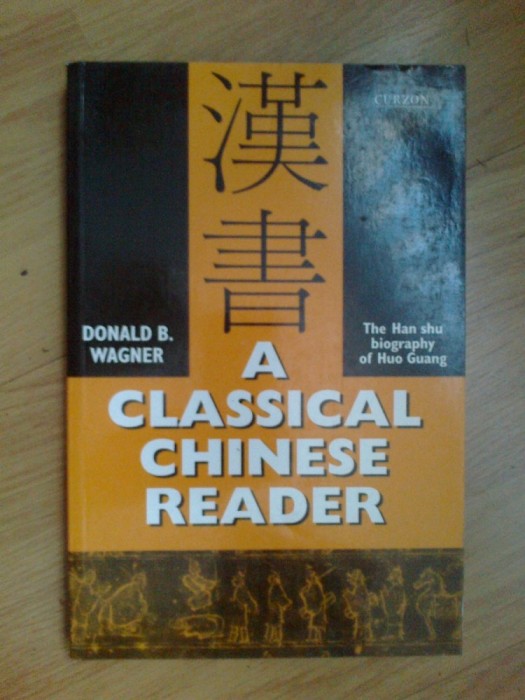 漢
書
CURZON
DONALD B.
WAGNER
The Han shu
biography
of Huo Guang
A
CLASSICAL
CHINESE
READER